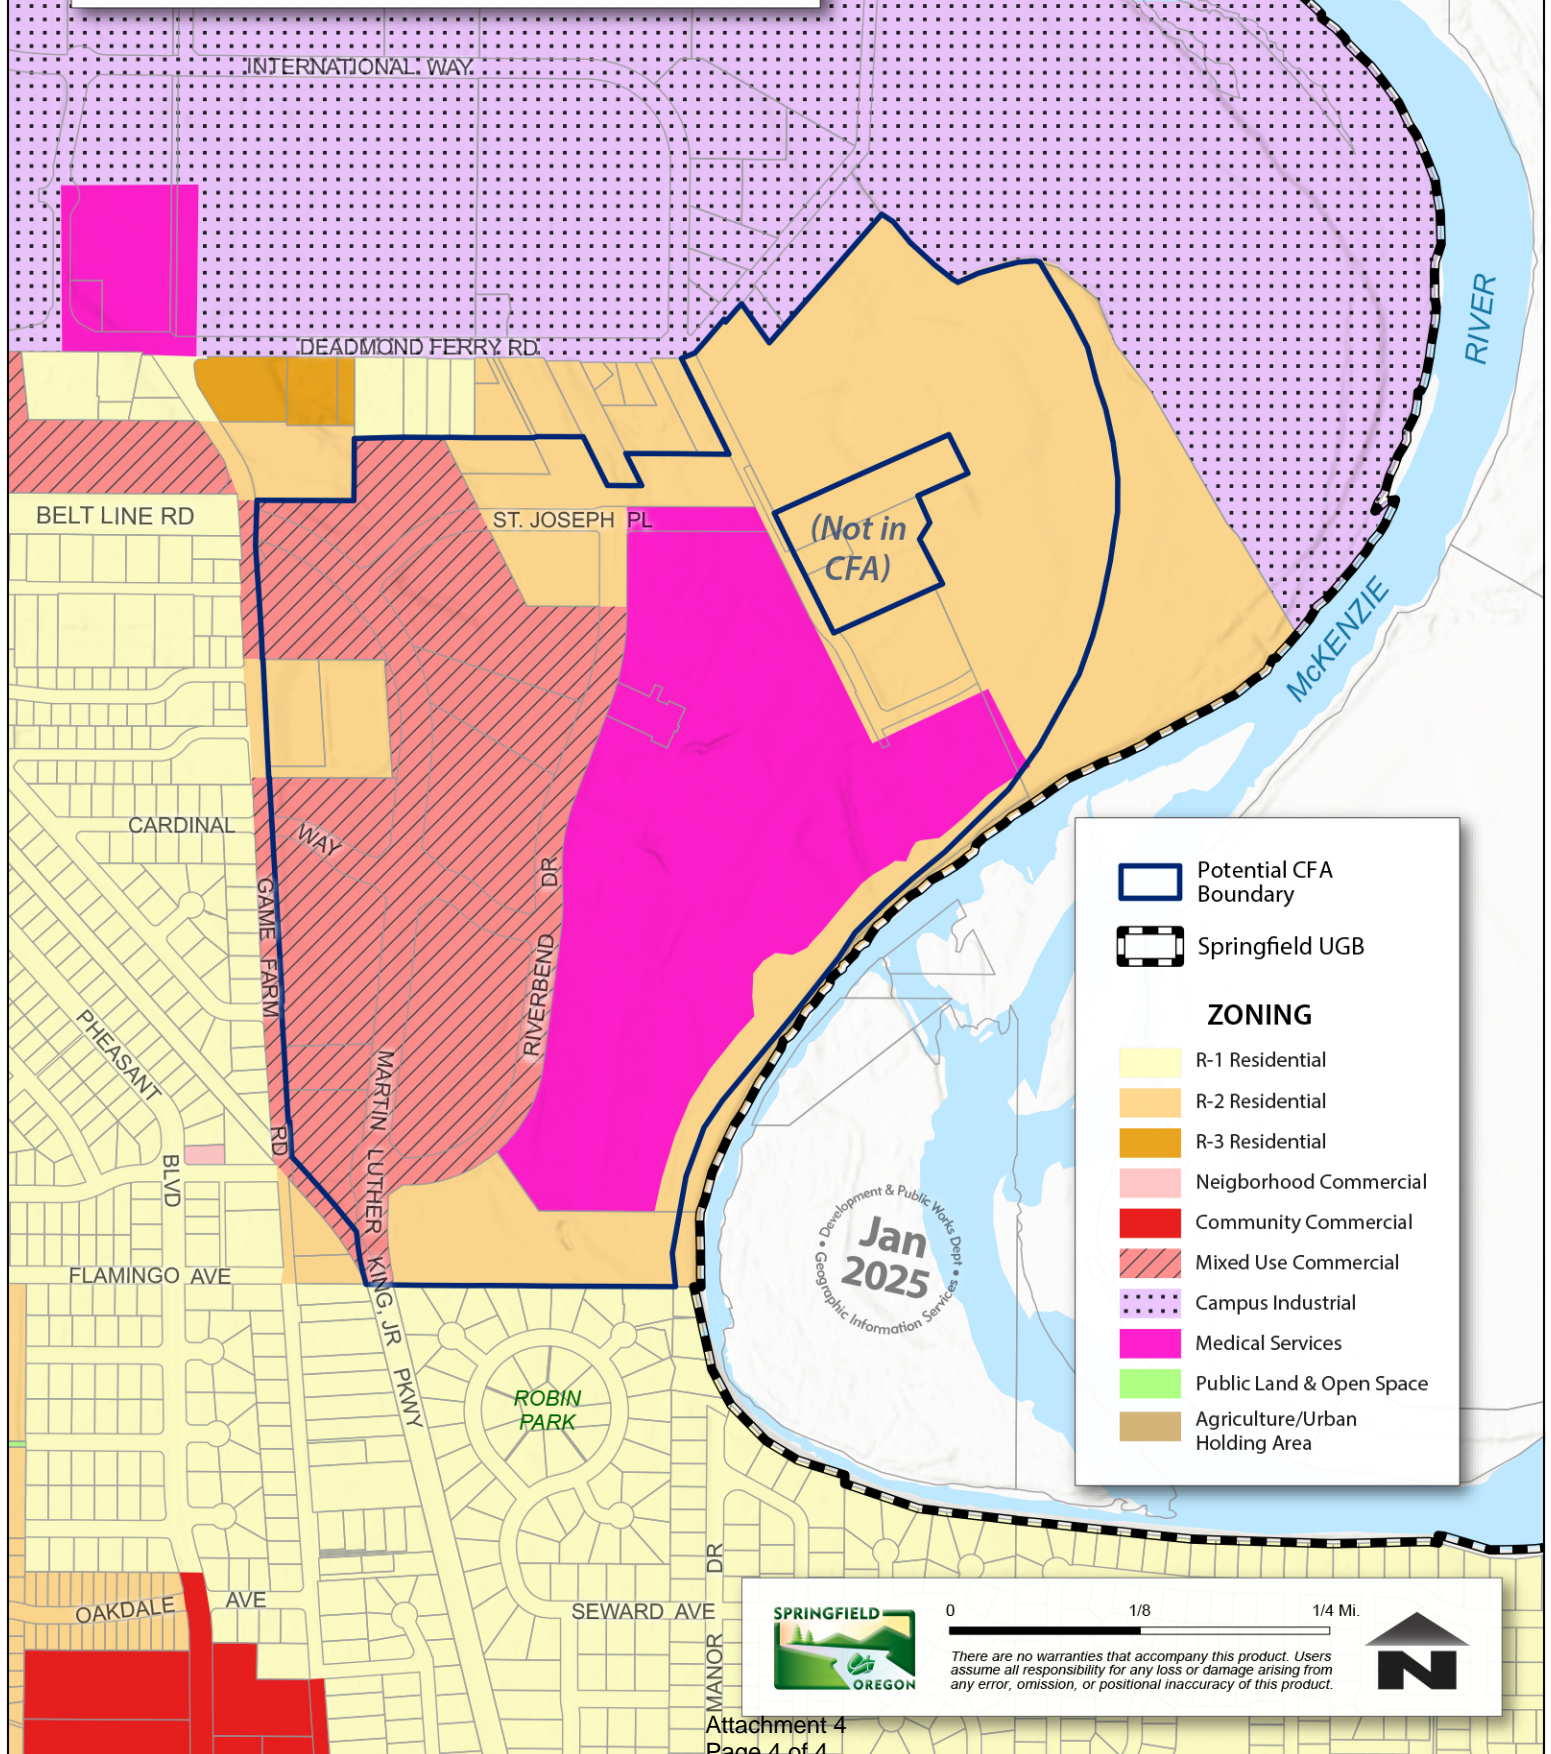 INTERNATIONAL WAY
DEADMOND FERRY RD
BELT LINE RD
ST. JOSEPH PL
(Not in
CFA)
RIVER
McKENZIE
CARDINAL
WAY
GAME FARM
RD
RIVERBEND DR
MARTIN LUTHER
KING, JR PKWY
PHEASANT
BLVD
FLAMINGO AVE
ROBIN
PARK
OAKDALE AVE
SEWARD AVE
MANOR DR
Potential CFA
Boundary
Springfield UGB
ZONING
R-1 Residential
R-2 Residential
R-3 Residential
Neigborhood Commercial
Community Commercial
Mixed Use Commercial
Campus Industrial
Medical Services
Public Land & Open Space
Agriculture/Urban
Holding Area
• Development & Public Works Dept •
Jan
2025
Geographic Information Services
SPRINGFIELD
OREGON
0 1/8 1/4 Mi.
There are no warranties that accompany this product. Users
assume all responsibility for any loss or damage arising from
any error, omission, or positional inaccuracy of this product.
N
Attachment 4
Page 4 of 4